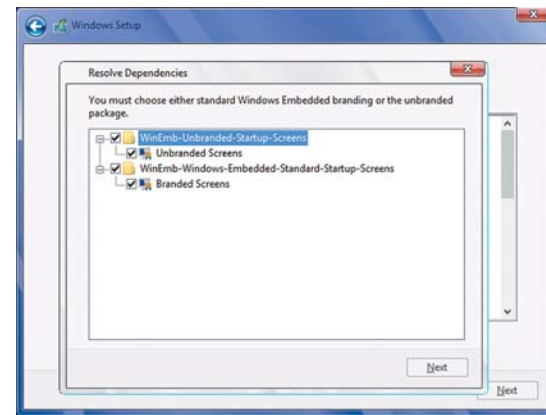 Windows Setup
Resolve Dependencies
You must choose either standard Windows Embedded branding or the unbranded
package.
WinEmb-Unbranded-Startup-Screens
Unbranded Screens
WinEmb-Windows-Embedded-Standard-Startup-Screens
Branded Screens
Next
Next